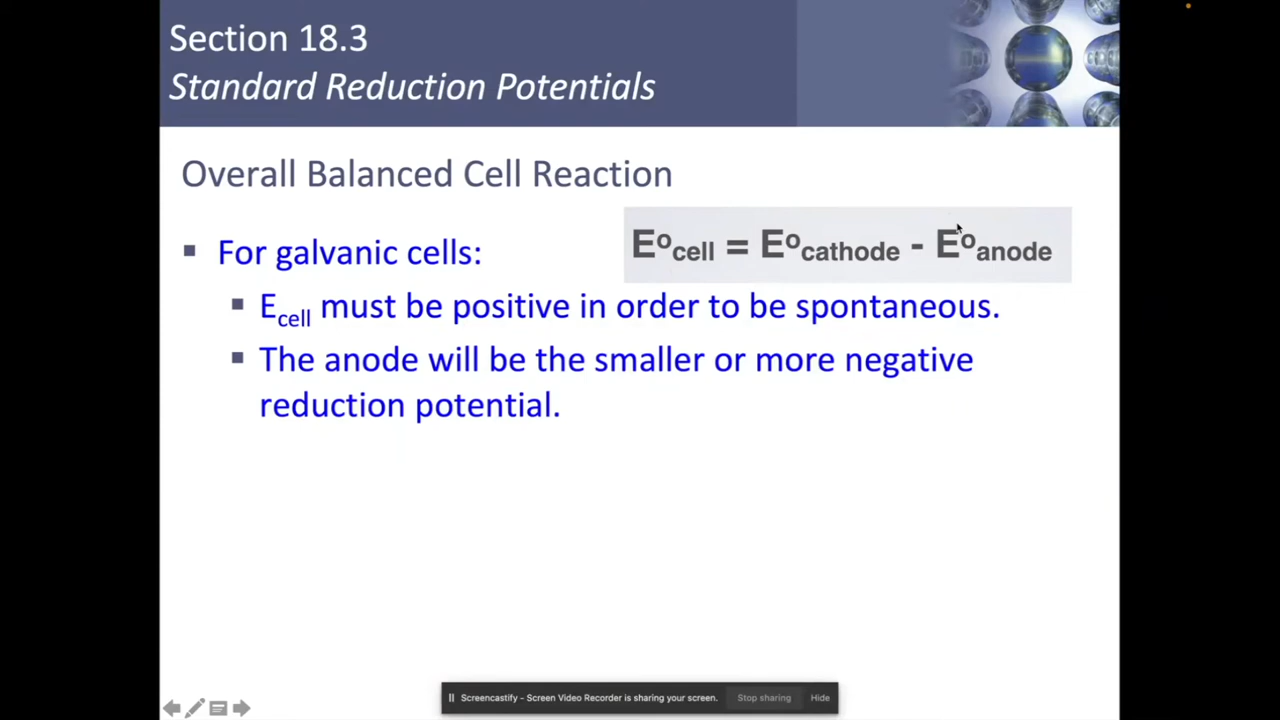 Section 18.3
Standard Reduction Potentials
Overall Balanced Cell Reaction
E°cell = E°cathode - E°anode
▪ For galvanic cells:
▪ Ecell must be positive in order to be spontaneous.
▪ The anode will be the smaller or more negative
reduction potential.
Screencastify - Screen Video Recorder is sharing your screen. Stop sharing Hide